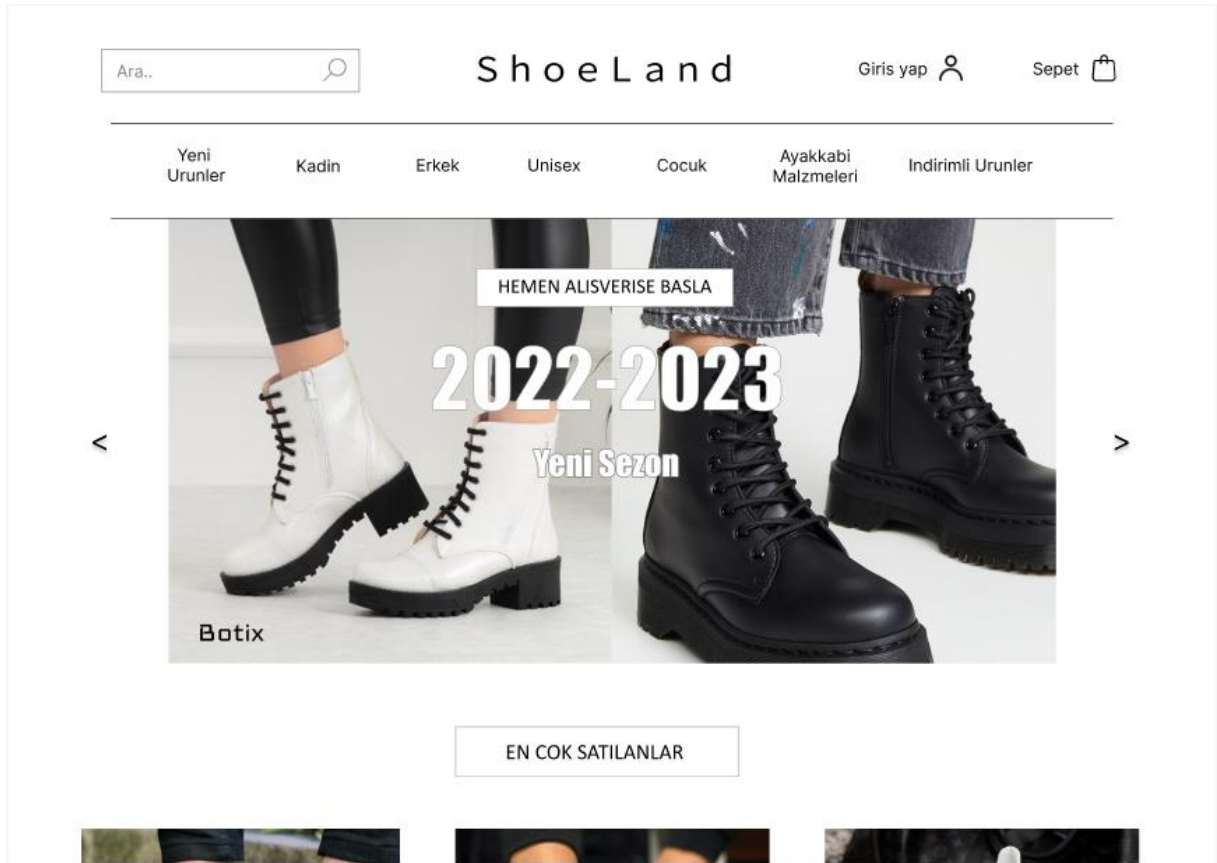 Ara..
ShoeLand
Giris yap
Sepet
Yeni
Urunler
Kadin
Erkek
Unisex
Cocuk
Ayakkabi
Malzmeleri
Indirimli Urunler
HEMEN ALISVERISE BASLA
2022-2023
<
>
Yeni Sezon
Botix
EN COK SATILANLAR